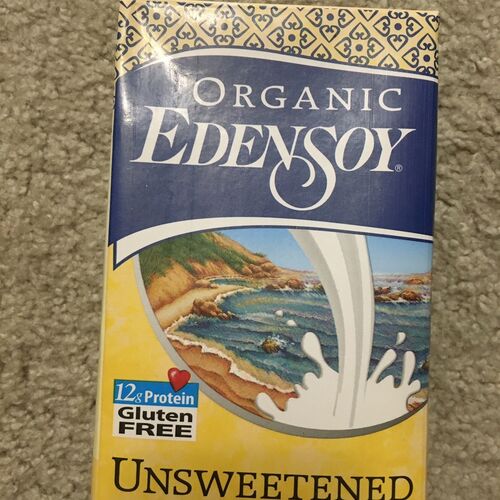 ORGANIC
EDENSOY®
12g Protein
Gluten
FREE
UNSWEETENED